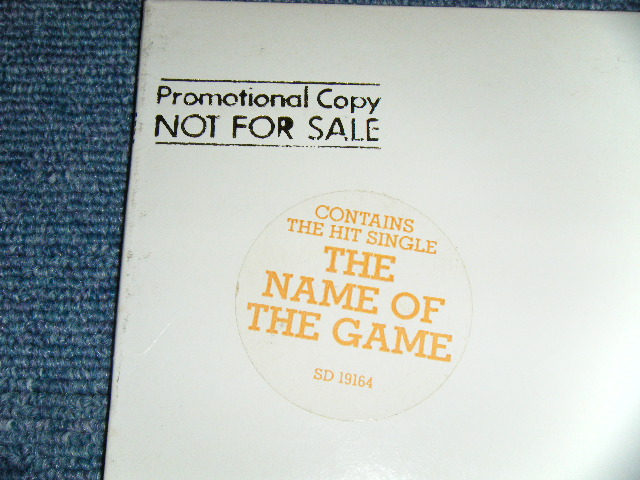 Promotional Copy
NOT FOR SALE
CONTAINS
THE HIT SINGLE
THE
NAME OF
THE GAME
SD 19164